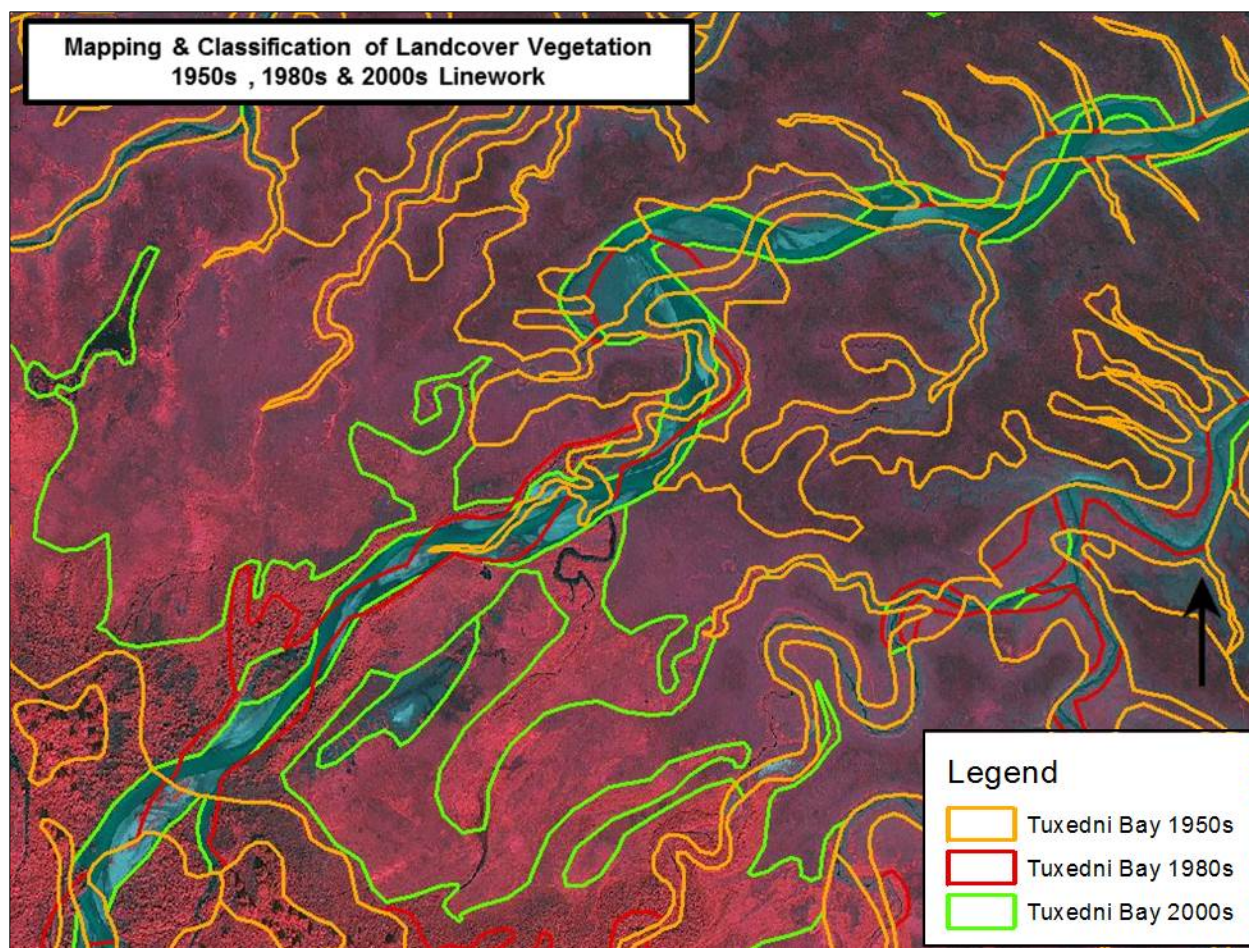 Mapping & Classification of Landcover Vegetation
1950s , 1980s & 2000s Linework
Legend
Tuxedni Bay 1950s
Tuxedni Bay 1980s
Tuxedni Bay 2000s